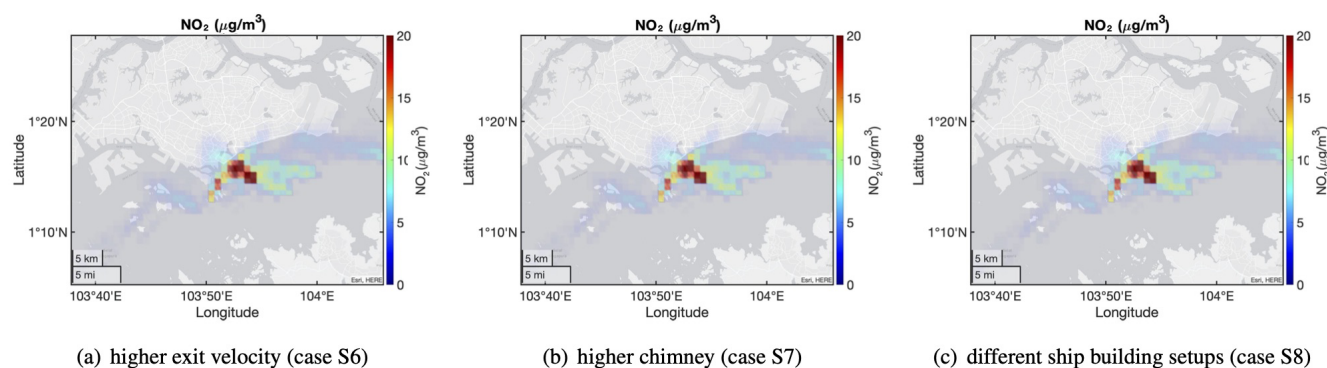 NO₂ (μg/m³)
20
15
10
5
0
NO₂(μg/m³)
Latitude
1°20'N
1°10'N
5 km
5 mi
Esri, HERE
103°40'E
103°50'E
104°E
Longitude
(a) higher exit velocity (case S6)
NO₂ (μg/m³)
20
15
10
5
0
NO₂(μg/m³)
Latitude
1°20'N
1°10'N
5 km
5 mi
Esri, HERE
103°40'E
103°50'E
104°E
Longitude
(b) higher chimney (case S7)
NO₂ (μg/m³)
20
15
10
5
0
NO₂(μg/m³)
Latitude
1°20'N
1°10'N
5 km
5 mi
Esri, HERE
103°40'E
103°50'E
104°E
Longitude
(c) different ship building setups (case S8)